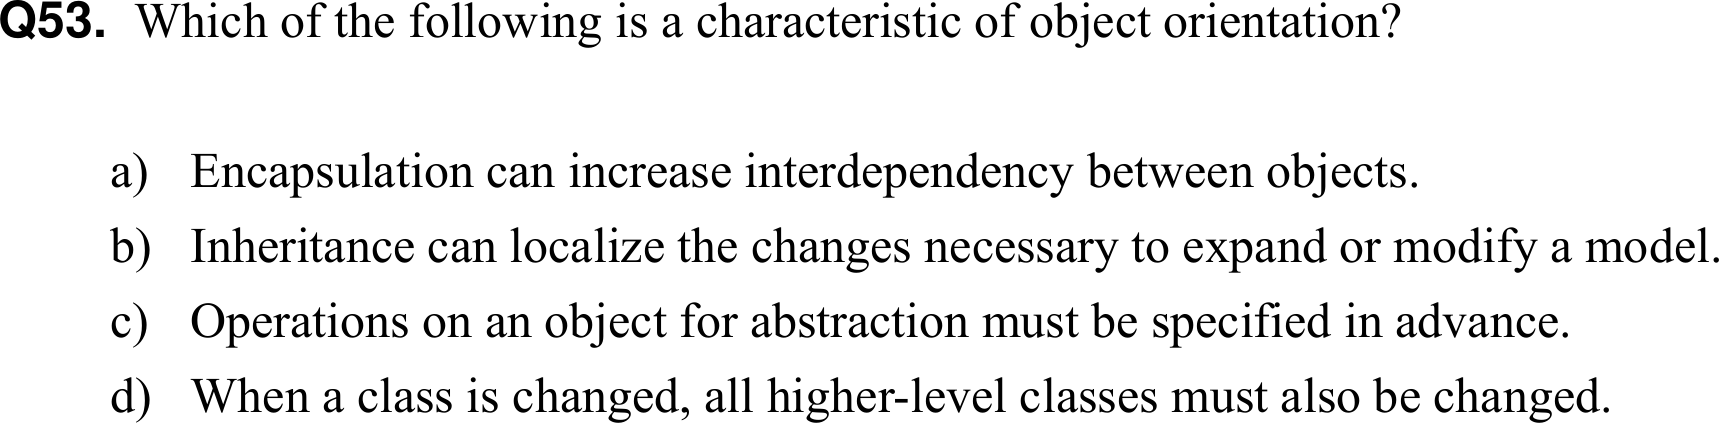 Q53. Which of the following is a characteristic of object orientation?
a) Encapsulation can increase interdependency between objects.
b) Inheritance can localize the changes necessary to expand or modify a model.
c) Operations on an object for abstraction must be specified in advance.
d) When a class is changed, all higher-level classes must also be changed.